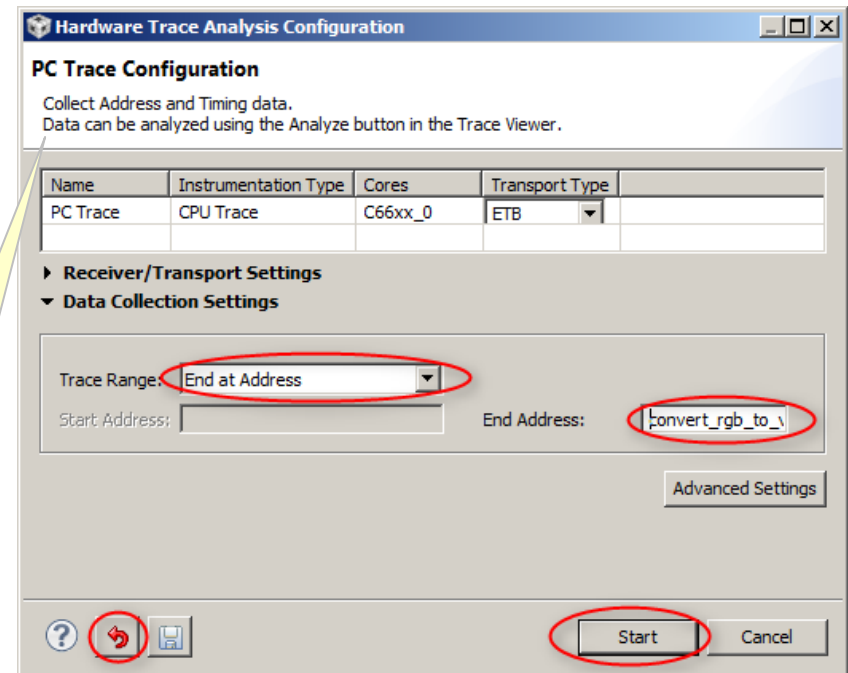 Hardware Trace Analysis Configuration
PC Trace Configuration
Collect Address and Timing data.
Data can be analyzed using the Analyze button in the Trace Viewer.
Name Instrumentation Type Cores Transport Type
PC Trace CPU Trace C66xx_0 ETB
Receiver/Transport Settings
Data Collection Settings
Trace Range: End at Address
Start Address: End Address: convert_rgb_to_
Advanced Settings
? Start Cancel